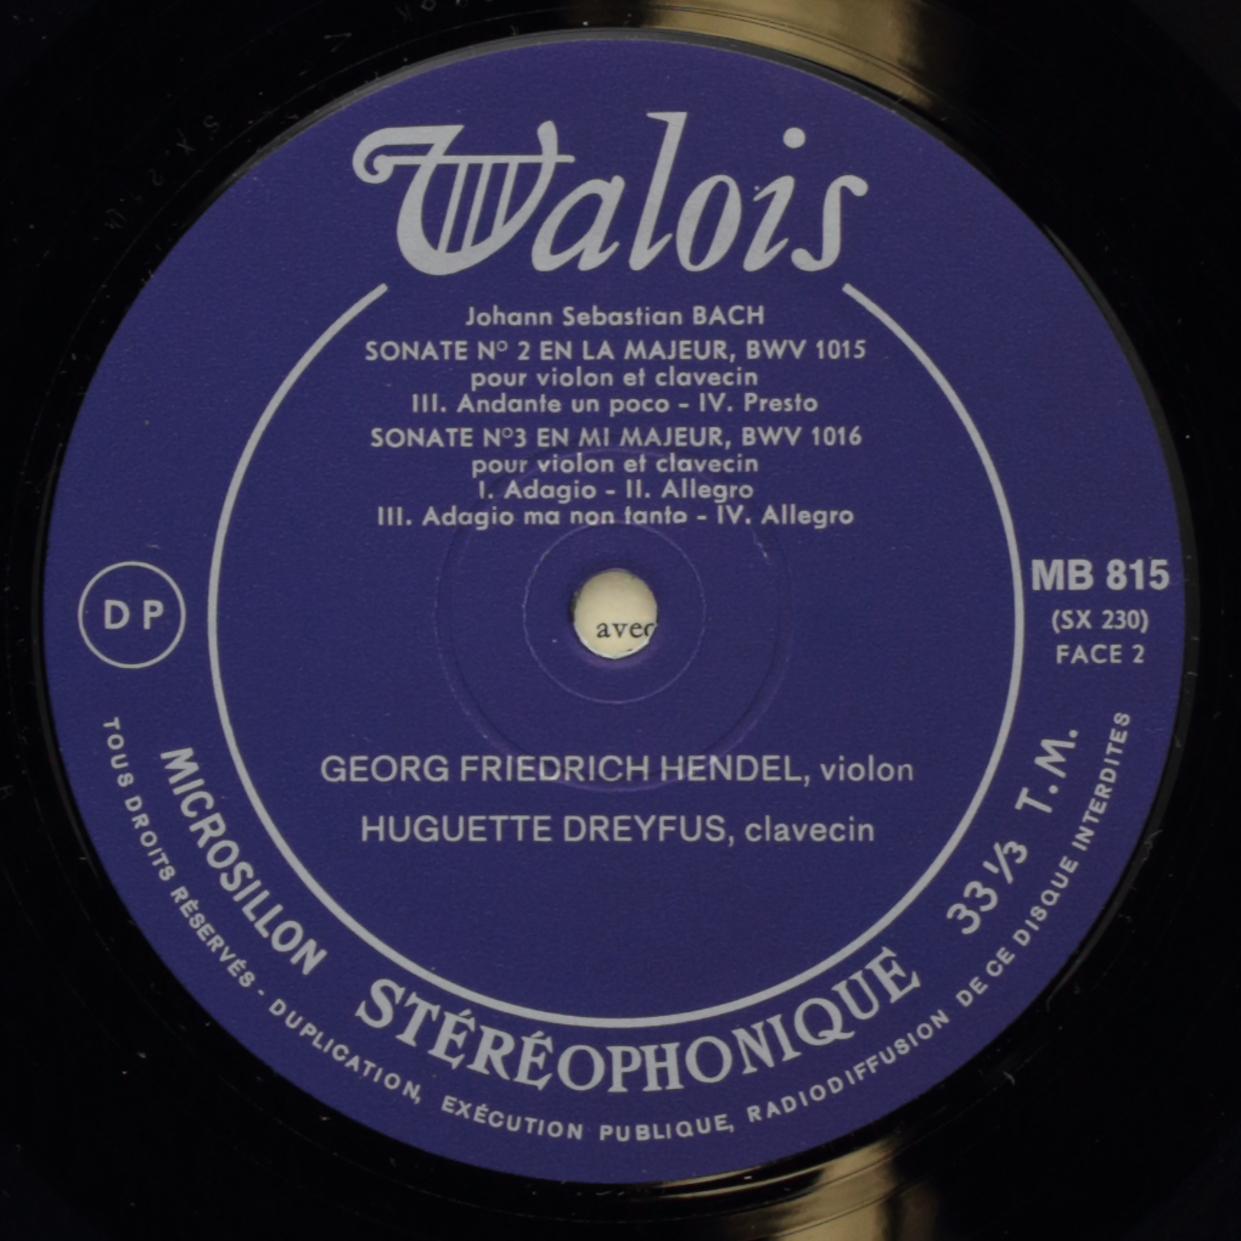 Valois
Johann Sebastian BACH
SONATE Nº 2 EN LA MAJEUR, BWV 1015
pour violon et clavecin
III. Andante un poco - IV. Presto
SONATE Nº3 EN MI MAJEUR, BWV 1016
pour violon et clavecin
I. Adagio - II. Allegro
III. Adagio ma non tanto - IV. Allegro
DP
MB 815
(SX 230)
FACE 2
avec
GEORG FRIEDRICH HENDEL, violon
HUGUETTE DREYFUS, clavecin
MICROSILLON STÉRÉOPHONIQUE 33 1/3 T.M.
TOUS DROITS RÉSERVÉS - DUPLICATION, EXÉCUTION PUBLIQUE, RADIODIFFUSION DE CE DISQUE INTERDITES